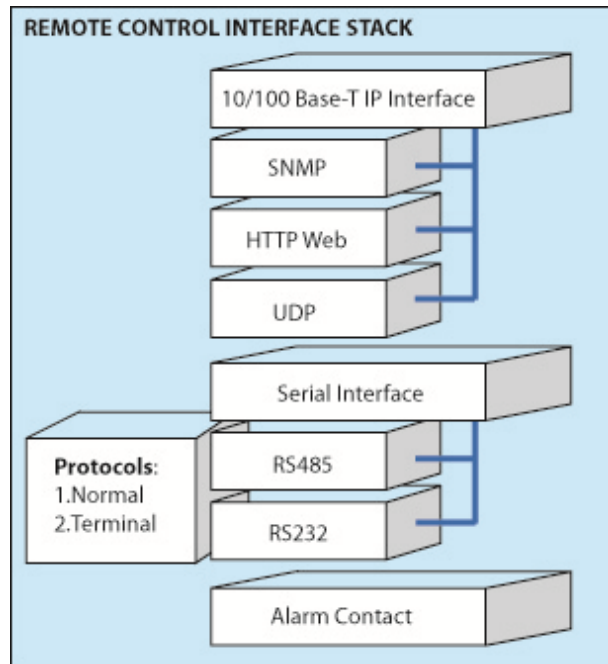 REMOTE CONTROL INTERFACE STACK
10/100 Base-T IP Interface
SNMP
HTTP Web
UDP
Serial Interface
Protocols:
1.Normal
2.Terminal
RS485
RS232
Alarm Contact